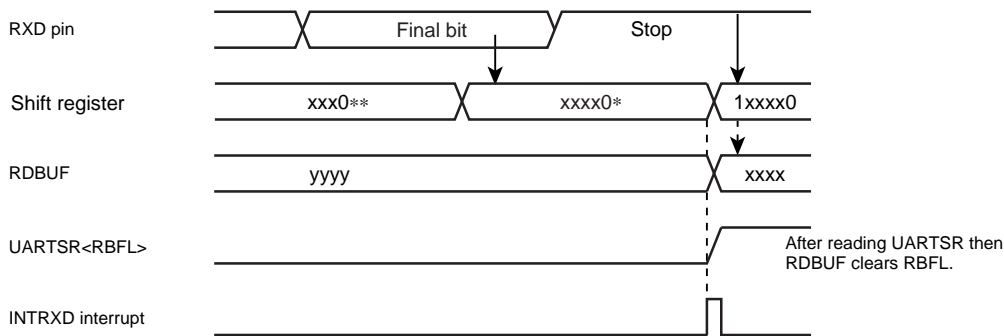 RXD pin
Final bit
Stop
Shift register
xxx0**
xxxx0*
1xxxx0
RDBUF
yyyy
xxxx
UARTSR<RBFL>
After reading UARTSR then
RDBUF clears RBFL.
INTRXD interrupt